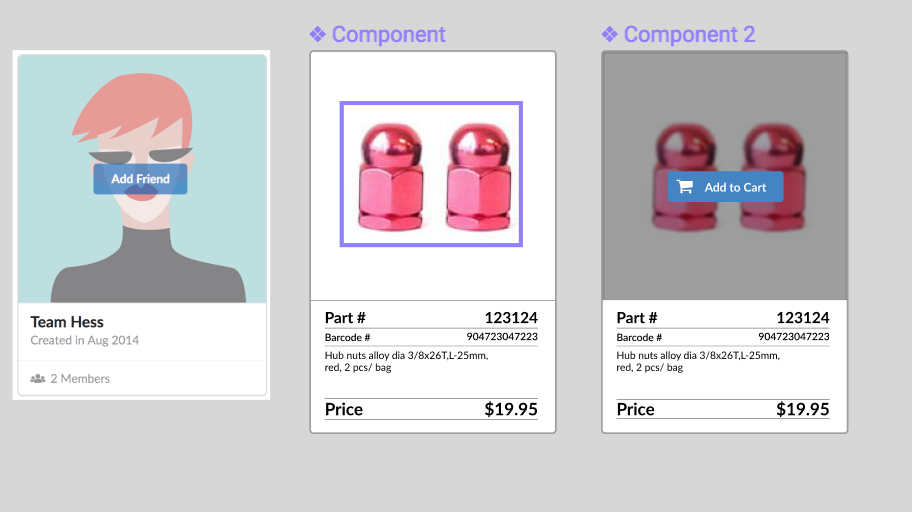 Component
Component 2
Add Friend
Team Hess
Created in Aug 2014
2 Members
Part # 123124
Barcode # 904723047223
Hub nuts alloy dia 3/8x26T,L-25mm,
red, 2 pcs/ bag
Price $19.95
Add to Cart
Part # 123124
Barcode # 904723047223
Hub nuts alloy dia 3/8x26T,L-25mm,
red, 2 pcs/ bag
Price $19.95